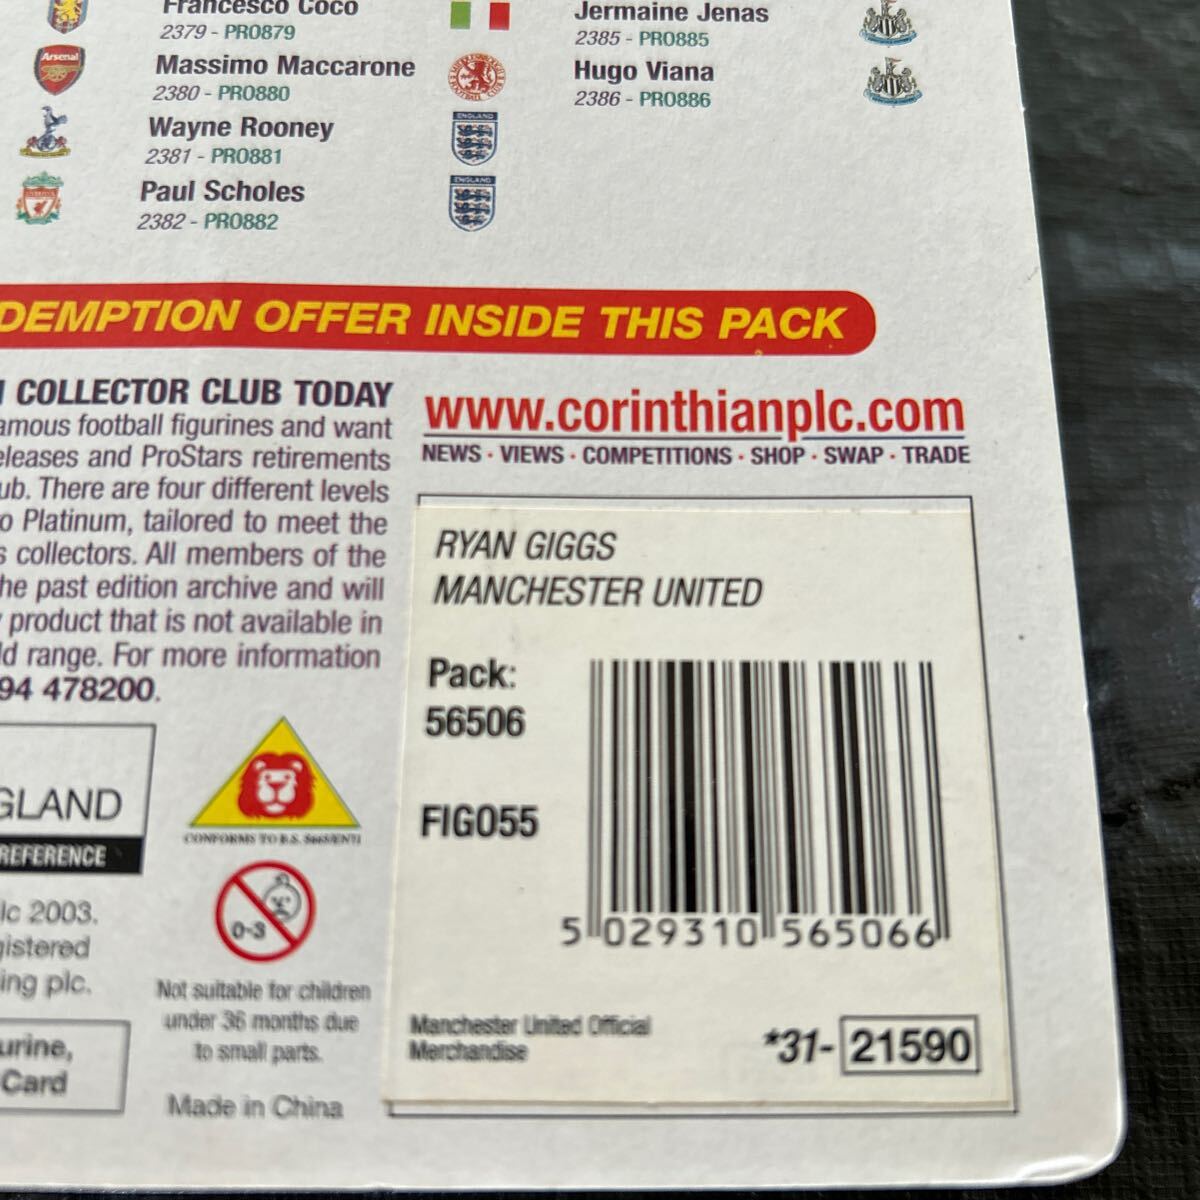 Francesco Coco
2379 - PRO879
Arsenal
Massimo Maccarone
2380 - PRO880
ENGLAND
Wayne Rooney
2381 - PRO881
ENGLAND
Paul Scholes
2382 - PRO882
Jermaine Jenas
2385 - PRO885
Hugo Viana
2386 - PRO886
DEMPTION OFFER INSIDE THIS PACK
COLLECTOR CLUB TODAY
amous football figurines and want
eleases and ProStars retirements
ub. There are four different levels
o Platinum, tailored to meet the
s collectors. All members of the
he past edition archive and will
y product that is not available in
ld range. For more information
94 478200.
www.corinthianplc.com
NEWS · VIEWS · COMPETITIONS · SHOP · SWAP · TRADE
RYAN GIGGS
MANCHESTER UNITED
Pack:
56506
FIG055
5 029310 565066
Manchester United Official
Merchandise
*31- 21590
GLAND
REFERENCE
lc 2003.
gistered
ing plc.
urine,
Card
CONFORMS TO B.S. 5665/EN71
0-3
Not suitable for children
under 36 months due
to small parts.
Made in China